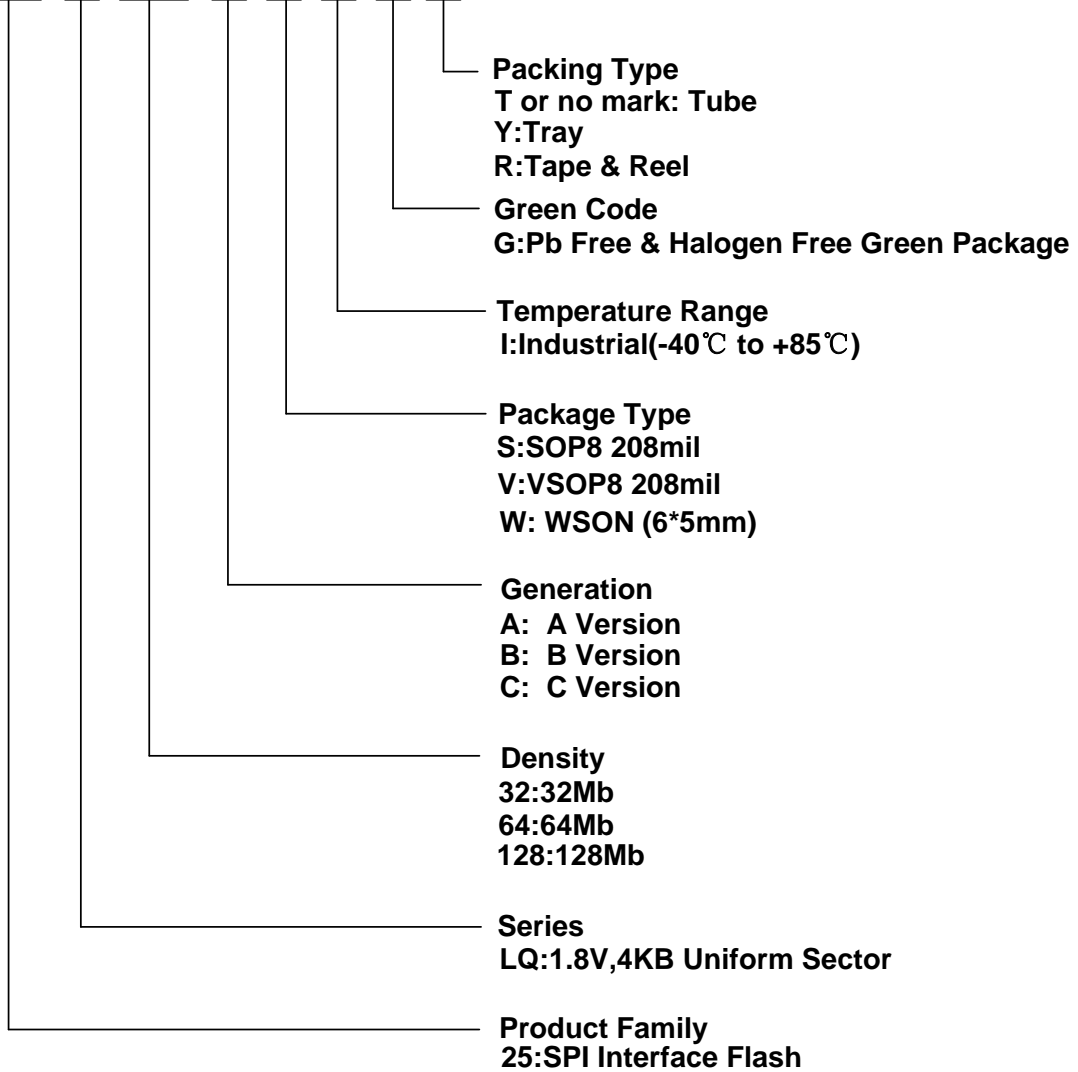 Packing Type
T or no mark: Tube
Y:Tray
R:Tape & Reel
Green Code
G:Pb Free & Halogen Free Green Package
Temperature Range
I:Industrial(-40℃ to +85℃)
Package Type
S:SOP8 208mil
V:VSOP8 208mil
W: WSON (6*5mm)
Generation
A: A Version
B: B Version
C: C Version
Density
32:32Mb
64:64Mb
128:128Mb
Series
LQ:1.8V,4KB Uniform Sector
Product Family
25:SPI Interface Flash